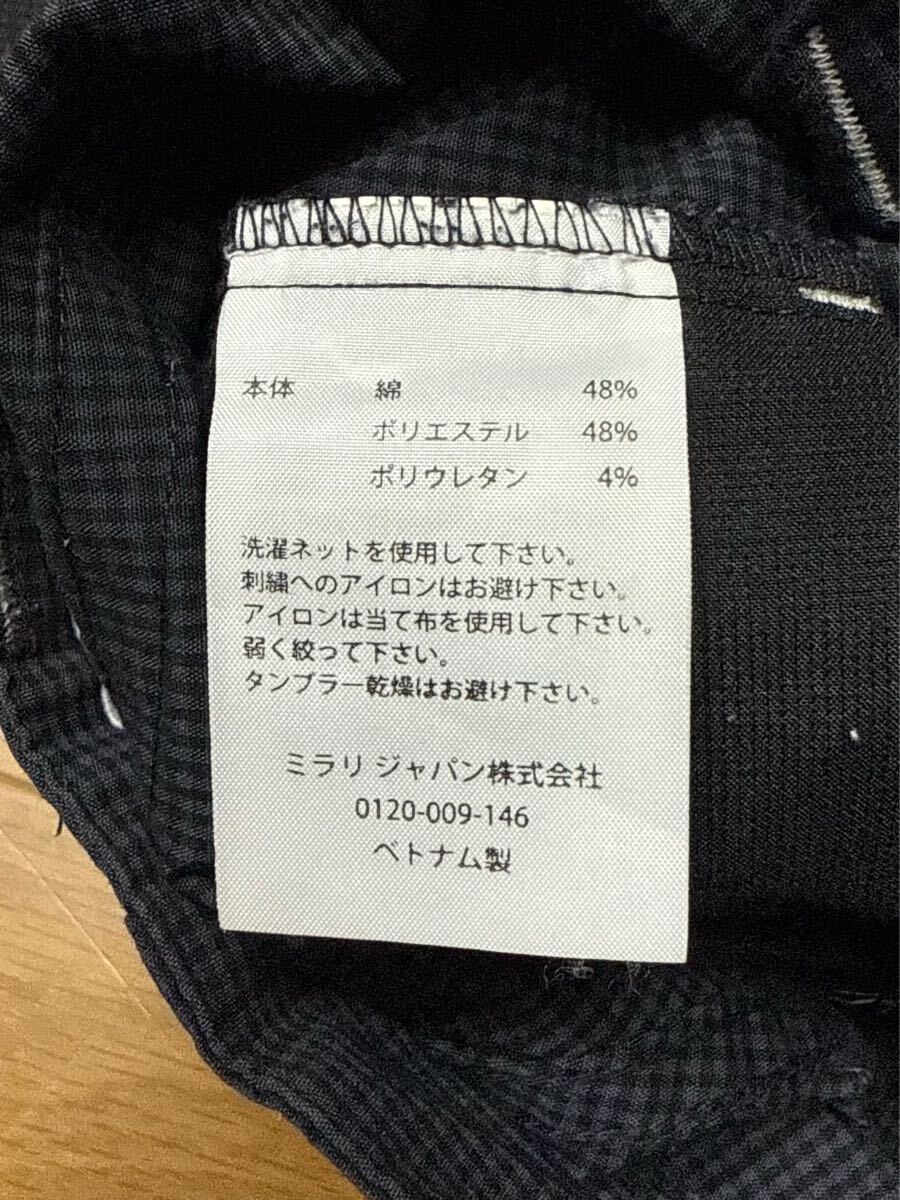 本体 綿 48%
ポリエステル 48%
ポリウレタン 4%
洗濯ネットを使用して下さい。
刺繍へのアイロンはお避け下さい。
アイロンは当て布を使用して下さい。
弱く絞って下さい。
タンブラー乾燥はお避け下さい。
ミラリ ジャパン株式会社
0120-009-146
ベトナム製